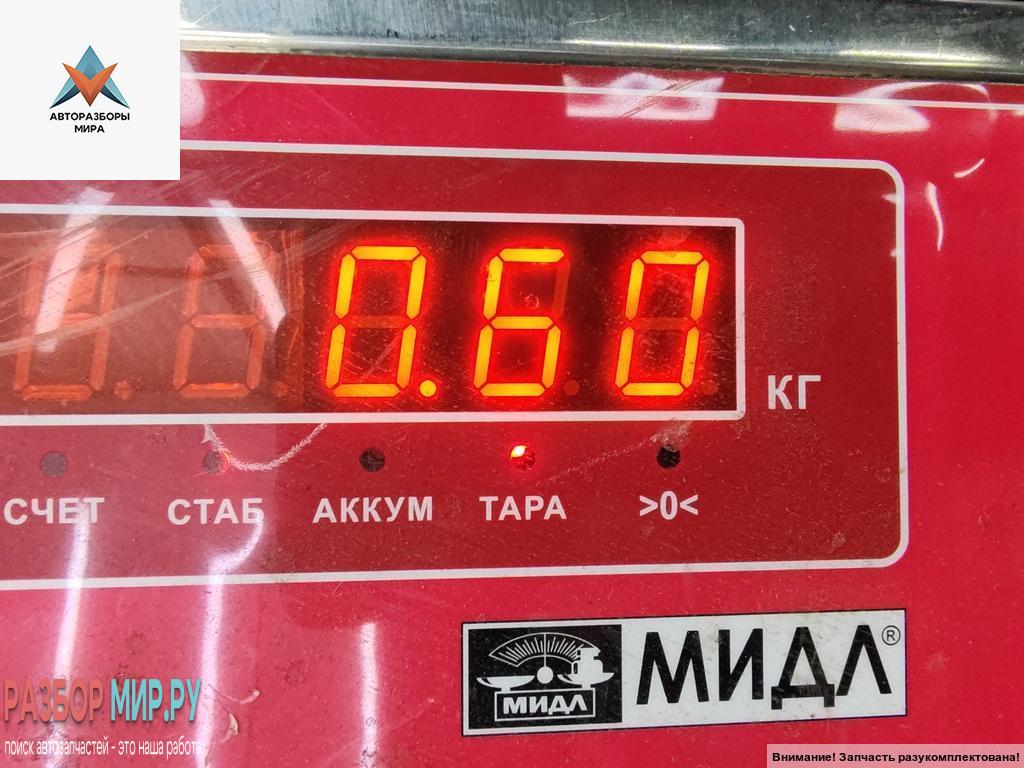 АВТОРАЗБОРЫ
МИРА
0.60
КГ
СЧЕТ СТАБ АККУМ ТАРА >0<
МИДЛ
МИДЛ®
РАЗБОР МИР.РУ
поиск автозапчастей - это наша работа
Внимание! Запчасть разукомплектована!